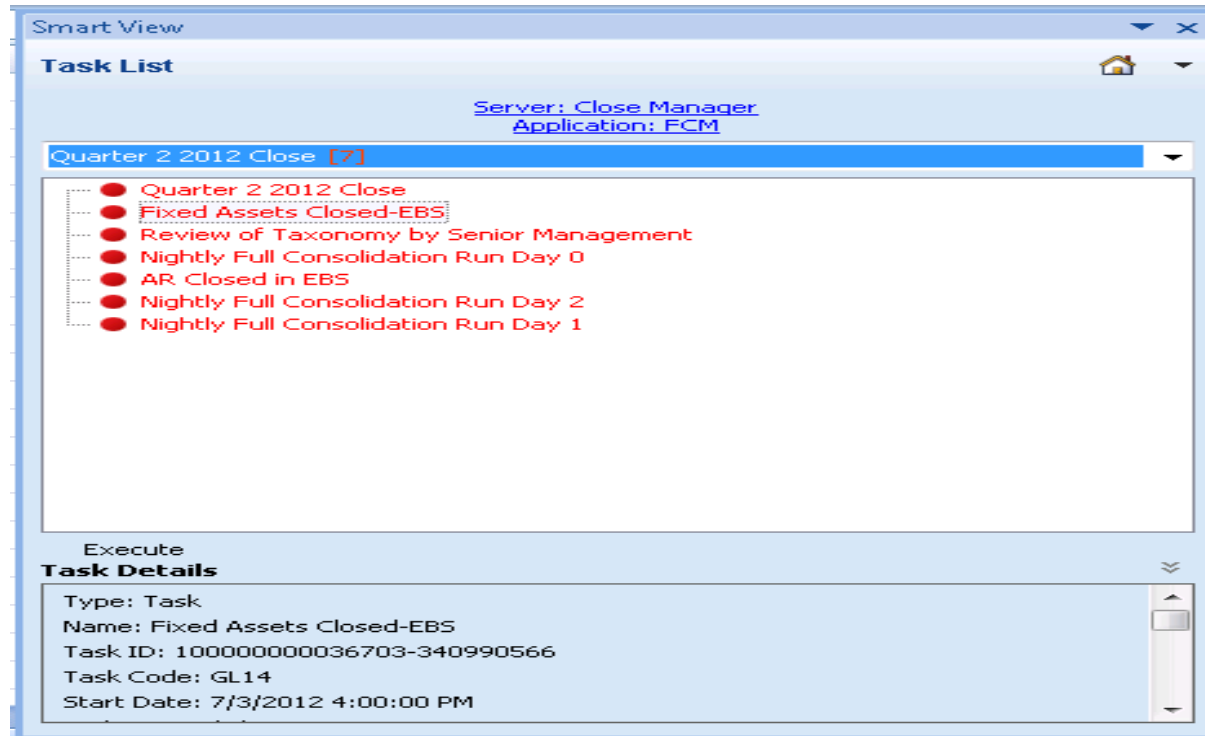 Smart View
Task List
Server: Close Manager
Application: FCM
Quarter 2 2012 Close [7]
Quarter 2 2012 Close
Fixed Assets Closed-EBS
Review of Taxonomy by Senior Management
Nightly Full Consolidation Run Day 0
AR Closed in EBS
Nightly Full Consolidation Run Day 2
Nightly Full Consolidation Run Day 1
Execute
Task Details
Type: Task
Name: Fixed Assets Closed-EBS
Task ID: 100000000036703-340990566
Task Code: GL14
Start Date: 7/3/2012 4:00:00 PM